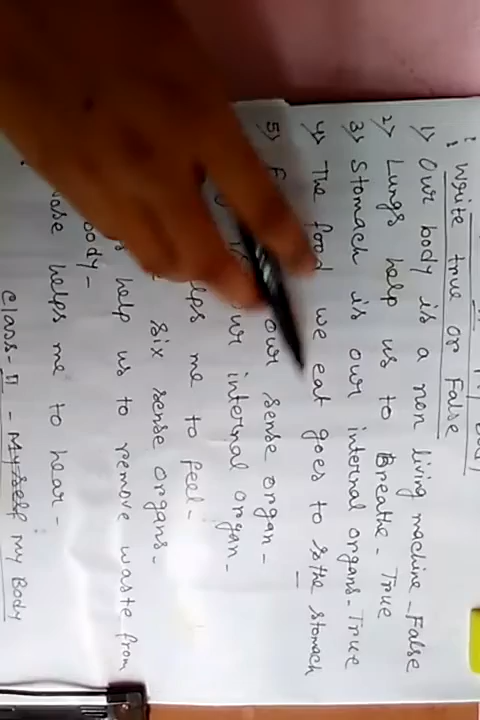 My Body
: Write true or False
1) Our body is a non living machine - False
2) Lungs help us to Breathe - True
3) Stomach is our internal organs - True
4) The food we eat goes to the stomach -
5) our sense organ -
our internal organ -
me to feel -
six sense organs -
help us to remove waste from
body -
helps me to hear -
Class - II - My Body